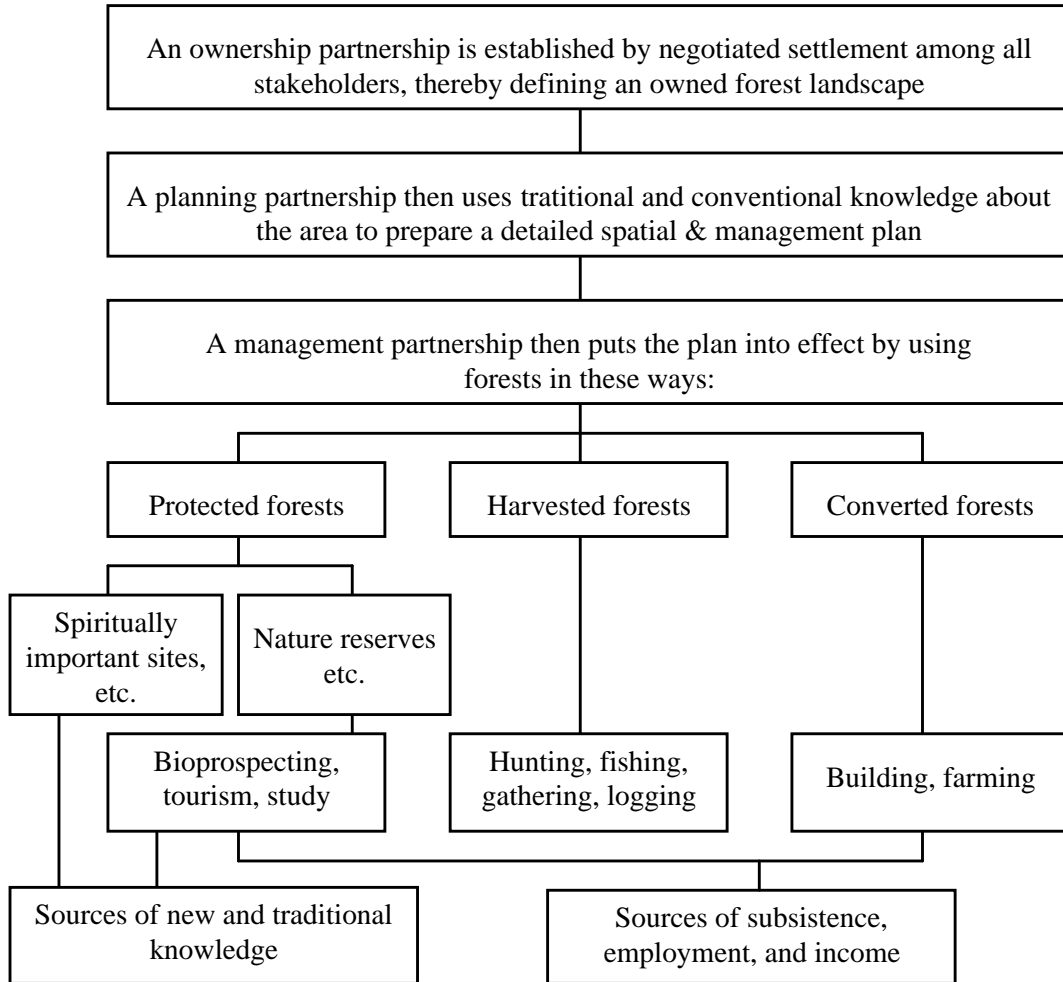 An ownership partnership is established by negotiated settlement among all
stakeholders, thereby defining an owned forest landscape
A planning partnership then uses tratitional and conventional knowledge about
the area to prepare a detailed spatial & management plan
A management partnership then puts the plan into effect by using
forests in these ways:
Protected forests
Harvested forests
Converted forests
Spiritually
important sites,
etc.
Nature reserves
etc.
Bioprospecting,
tourism, study
Hunting, fishing,
gathering, logging
Building, farming
Sources of new and traditional
knowledge
Sources of subsistence,
employment, and income